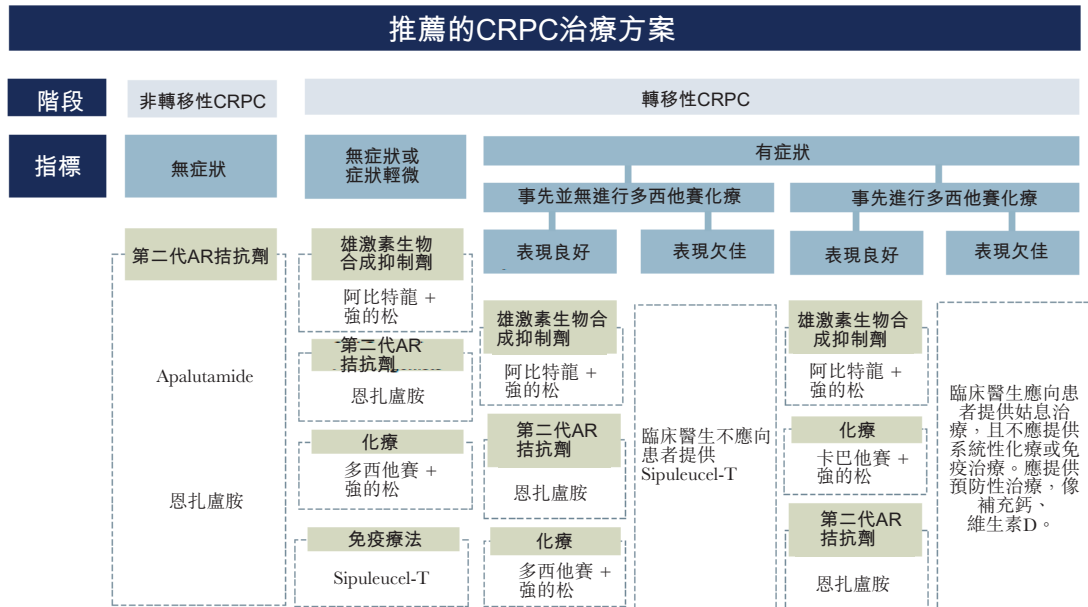 推薦的CRPC治療方案
階段
非轉移性CRPC
轉移性CRPC
指標
無症狀
無症狀或
症狀輕微
有症狀
事先並無進行多西他賽化療
事先進行多西他賽化療
表現良好
表現欠佳
表現良好
表現欠佳
第二代AR拮抗劑
Apalutamide
恩扎盧胺
雄激素生物
合成抑制劑
阿比特龍 +
強的松
第二代AR
拮抗劑
恩扎盧胺
化療
多西他賽 +
強的松
免疫療法
Sipuleucel-T
雄激素生物合
成抑制劑
阿比特龍 +
強的松
第二代AR
拮抗劑
恩扎盧胺
化療
多西他賽 +
強的松
臨床醫生不應向
患者提供
Sipuleucel-T
雄激素生物合
成抑制劑
阿比特龍 +
強的松
化療
卡巴他賽 +
強的松
第二代AR
拮抗劑
恩扎盧胺
臨床醫生應向患
者提供姑息治
療，且不應提供
系統性化療或免
疫治療。應提供
預防性治療，像
補充鈣、
維生素D。